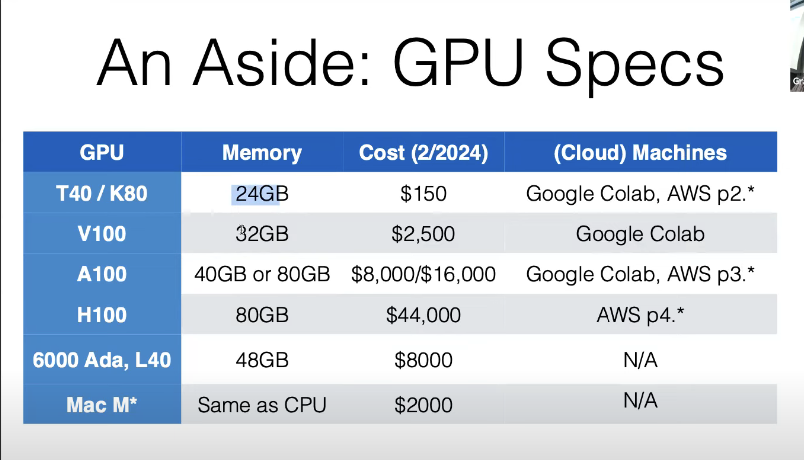 An Aside: GPU Specs
GPU Memory Cost (2/2024) (Cloud) Machines
T40 / K80 24GB $150 Google Colab, AWS p2.*
V100 32GB $2,500 Google Colab
A100 40GB or 80GB $8,000/$16,000 Google Colab, AWS p3.*
H100 80GB $44,000 AWS p4.*
6000 Ada, L40 48GB $8000 N/A
Mac M* Same as CPU $2000 N/A